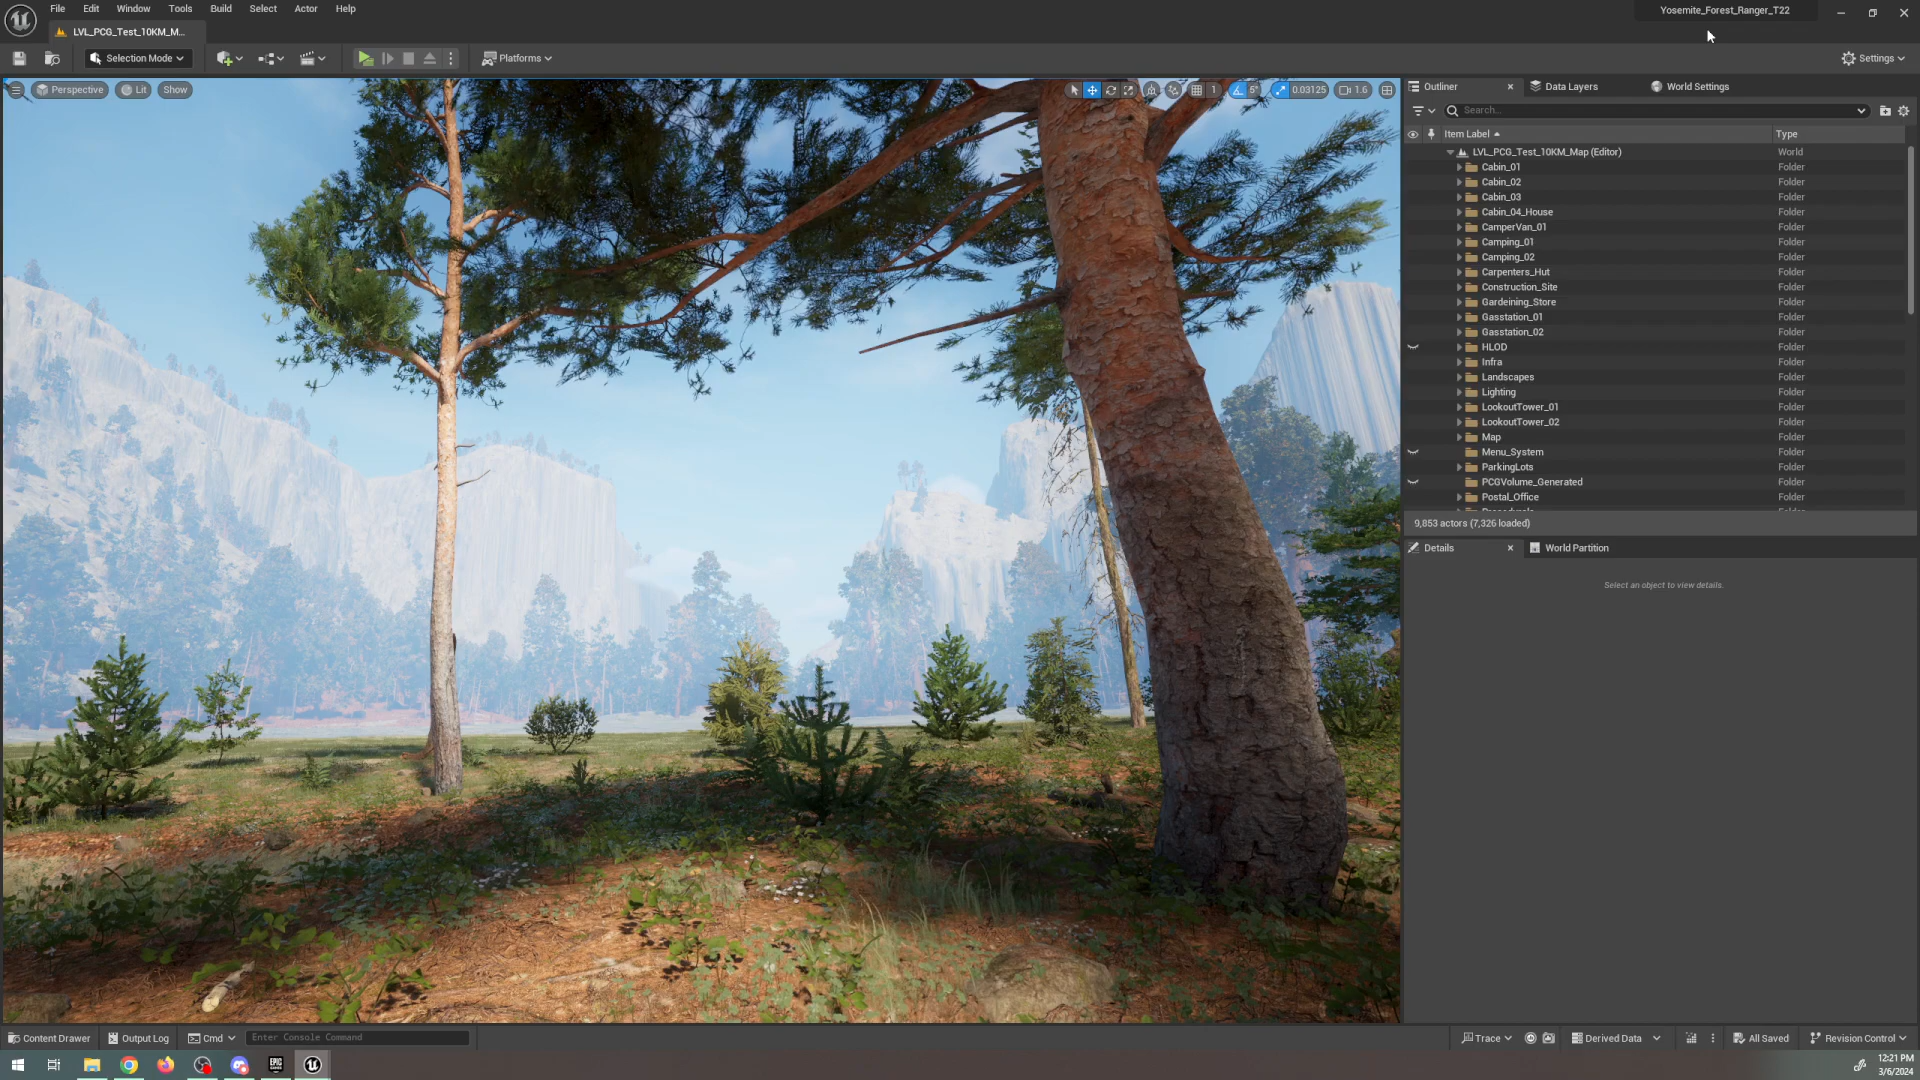 File Edit Window Tools Build Select Actor Help
Yosemite_Forest_Ranger_T22
LVL_PCG_Test_10KM_M...
Selection Mode
Platforms
Settings
Perspective Lit Show
1 5° 0.03125 1.6
Outliner
Data Layers
World Settings
Search...
Item Label Type
LVL_PCG_Test_10KM_Map (Editor) World
Cabin_01 Folder
Cabin_02 Folder
Cabin_03 Folder
Cabin_04_House Folder
CamperVan_01 Folder
Camping_01 Folder
Camping_02 Folder
Carpenters_Hut Folder
Construction_Site Folder
Gardeining_Store Folder
Gasstation_01 Folder
Gasstation_02 Folder
HLOD Folder
Infra Folder
Landscapes Folder
Lighting Folder
LookoutTower_01 Folder
LookoutTower_02 Folder
Map Folder
Menu_System Folder
ParkingLots Folder
PCGVolume_Generated Folder
Postal_Office Folder
9,853 actors (7,326 loaded)
Details
World Partition
Select an object to view details.
Content Drawer Output Log Cmd Enter Console Command
Trace Derived Data All Saved Revision Control
EPIC GAMES
12:21 PM
3/6/2024